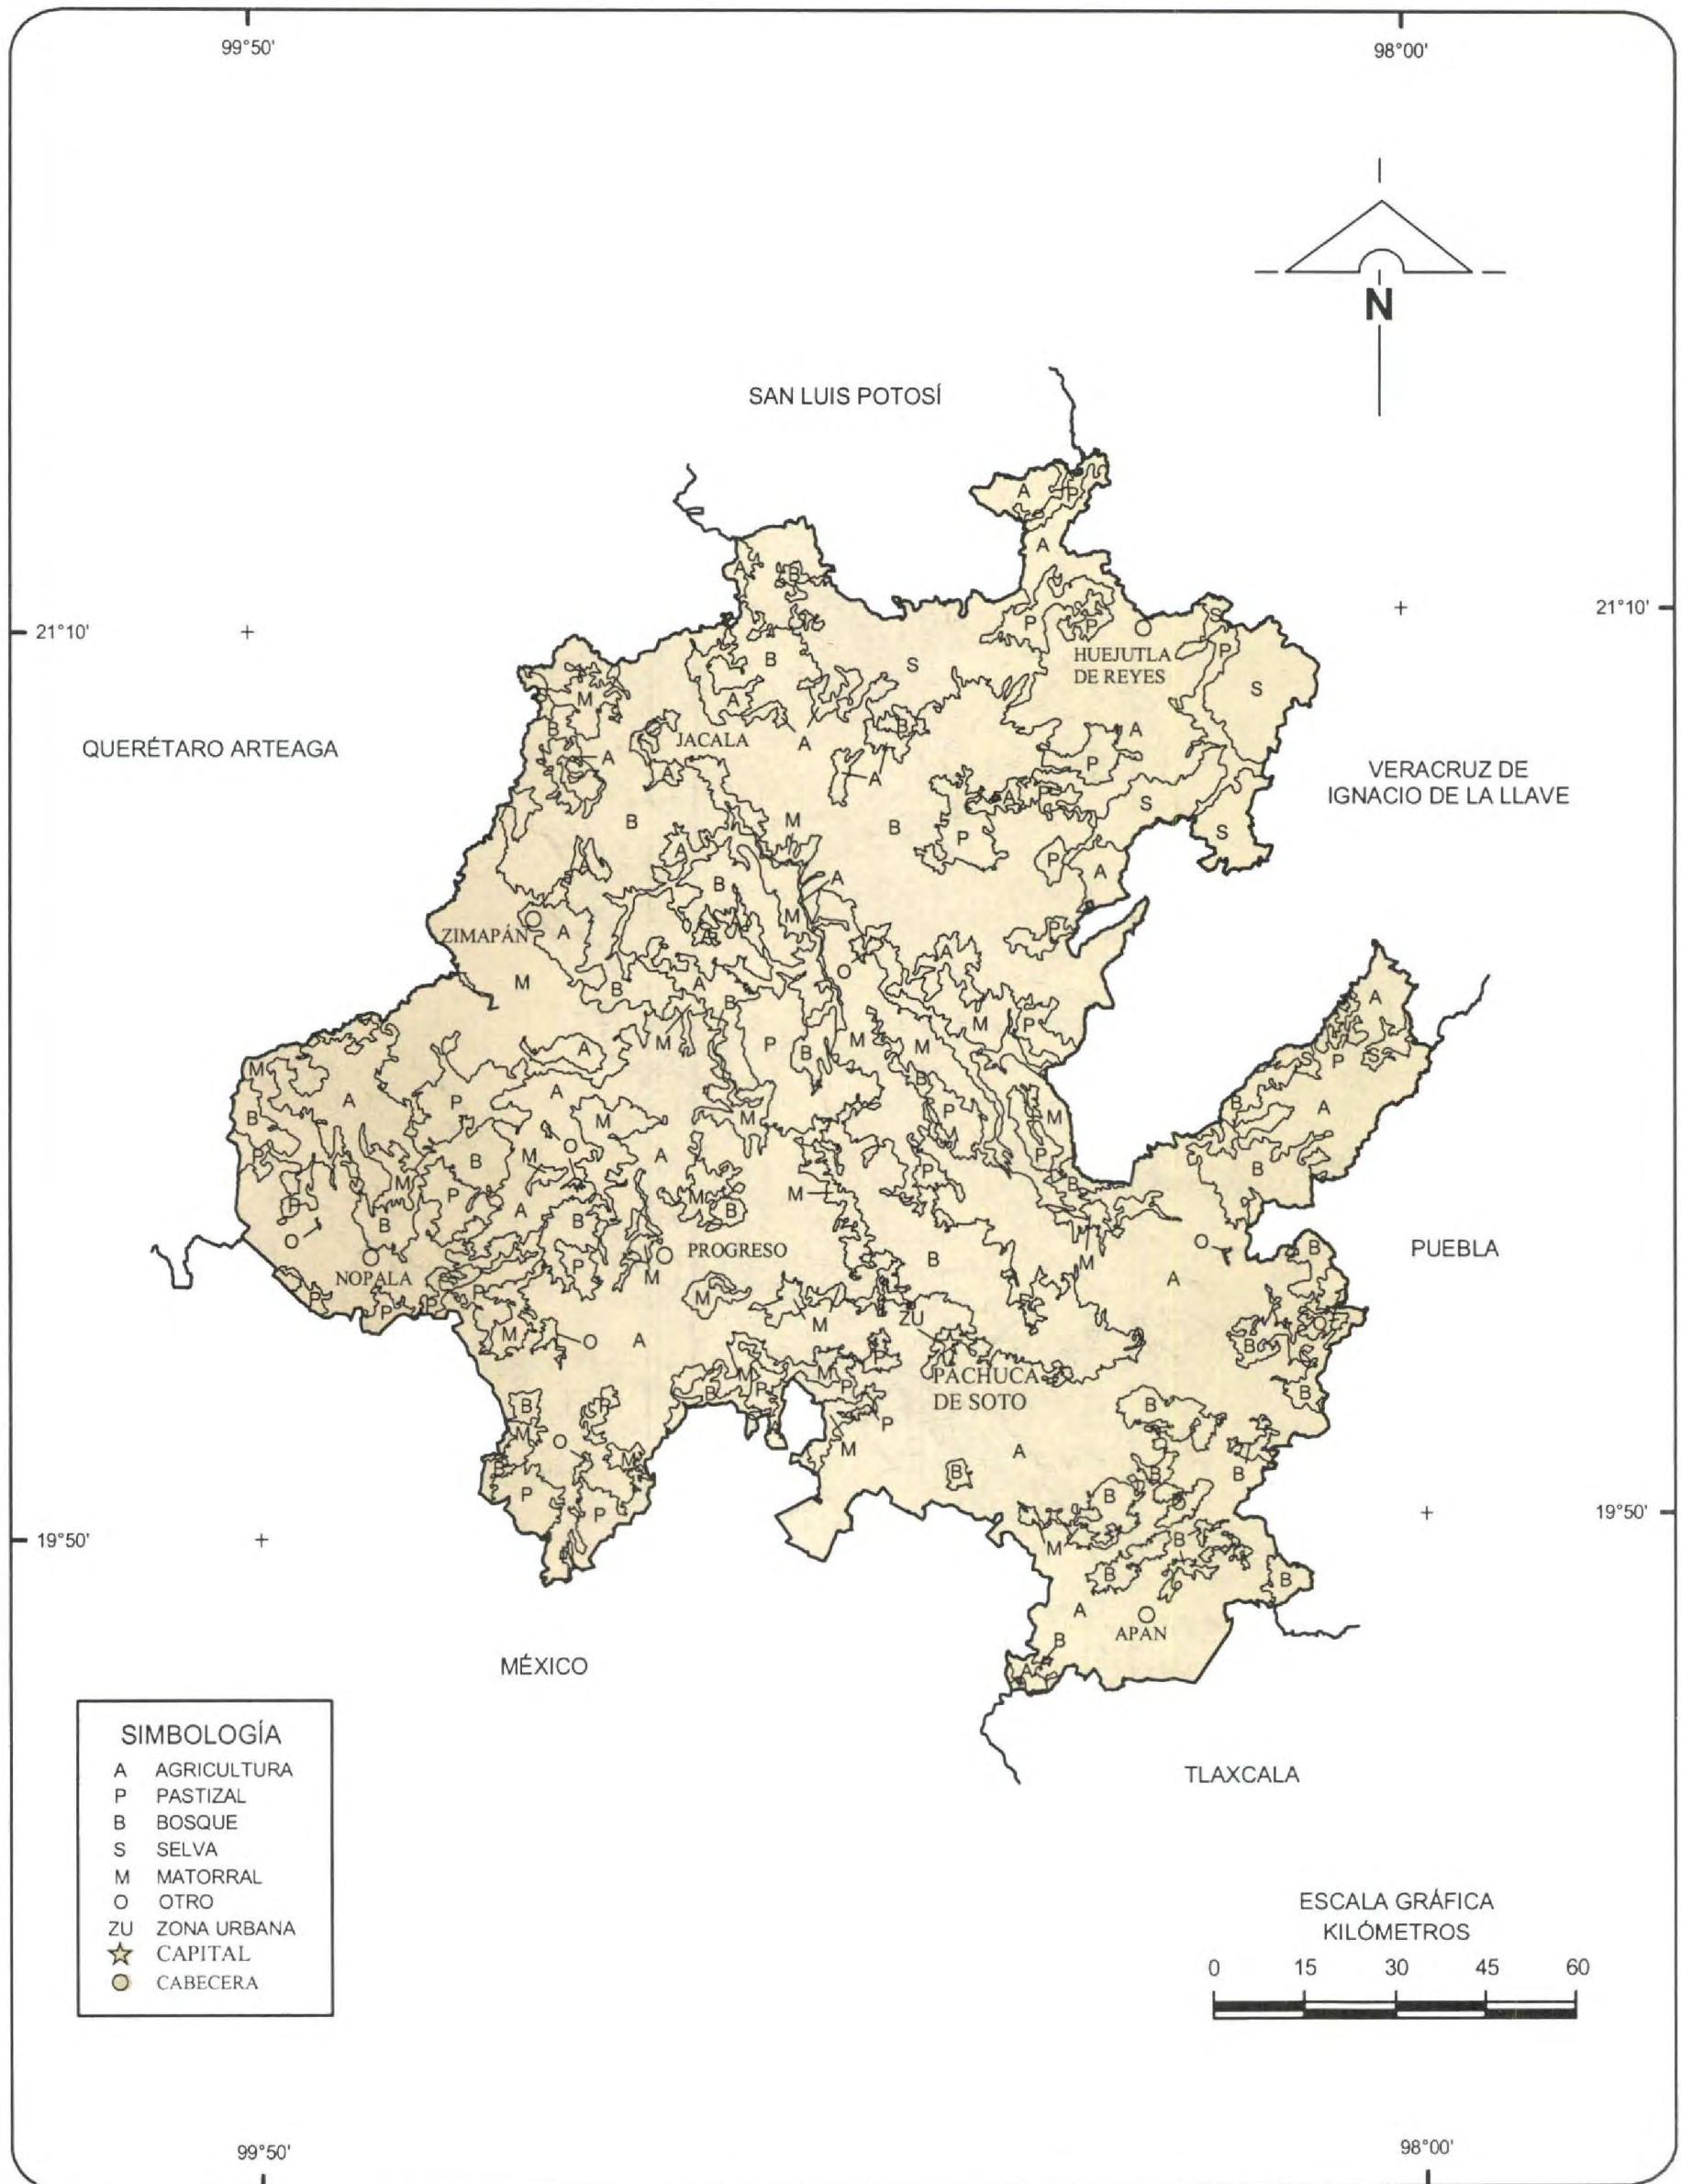 99°50'
98°00'
N
SAN LUIS POTOSÍ
21°10'
21°10'
HUEJUTLA
DE REYES
QUERÉTARO ARTEAGA
JACALA
VERACRUZ DE
IGNACIO DE LA LLAVE
ZIMAPÁN
PROGRESO
PUEBLA
NOPALA
ZU
PACHUCA
DE SOTO
19°50'
19°50'
APAN
MÉXICO
TLAXCALA
SIMBOLOGÍA
A AGRICULTURA
P PASTIZAL
B BOSQUE
S SELVA
M MATORRAL
O OTRO
ZU ZONA URBANA
CAPITAL
CABECERA
ESCALA GRÁFICA
KILÓMETROS
0 15 30 45 60
99°50'
98°00'